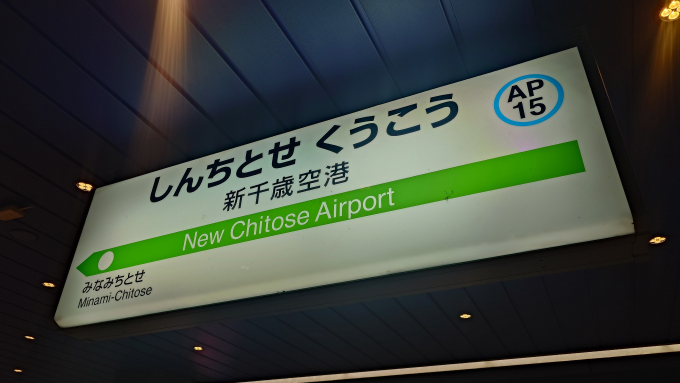 AP
15
しんちとせ くうこう
新千歳空港
New Chitose Airport
みなみちとせ
Minami-Chitose